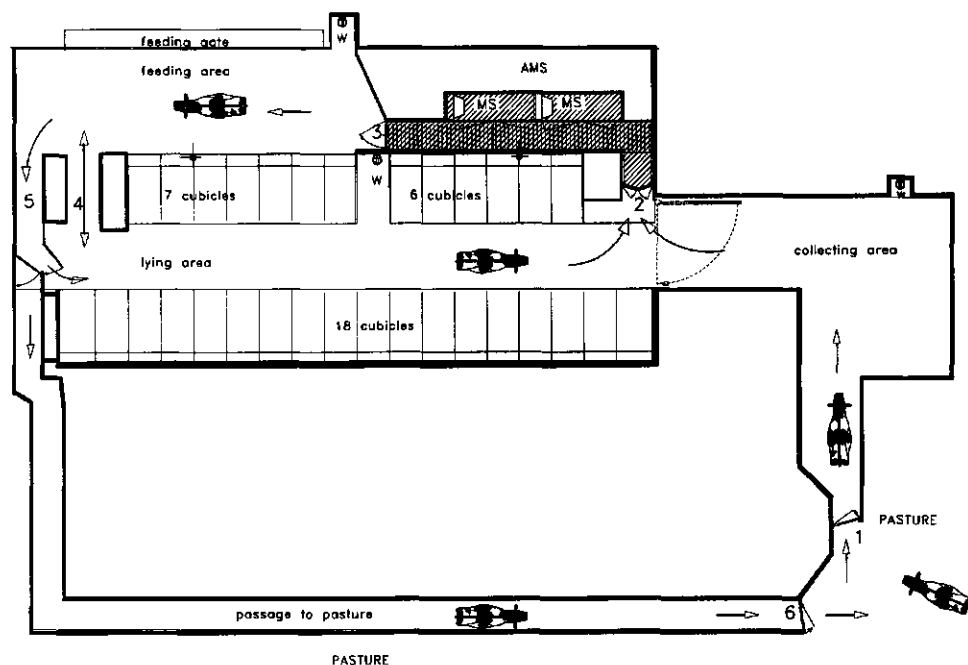 feeding gate
W
feeding area
AMS
MS
MS
3
5
4
7 cubicles
W
6 cubicles
2
W
lying area
collecting area
18 cubicles
1
PASTURE
passage to pasture
6
PASTURE